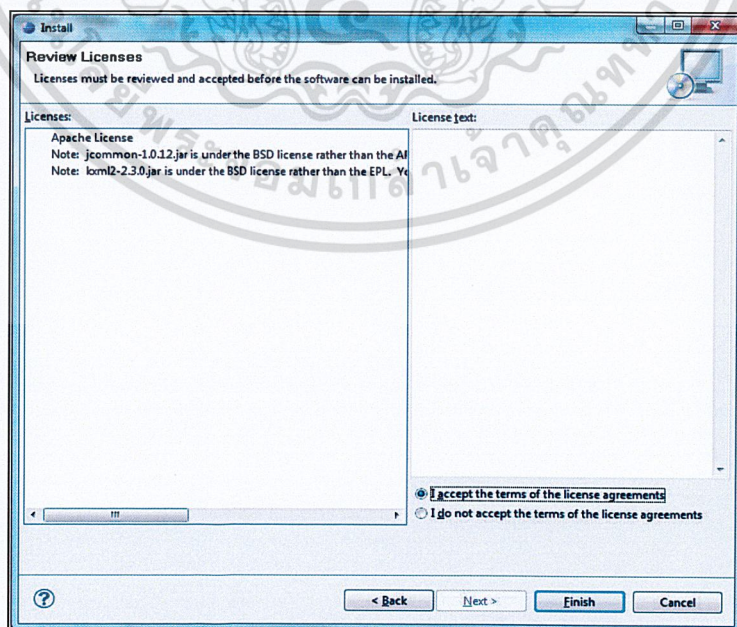 Install
Review Licenses
Licenses must be reviewed and accepted before the software can be installed.
Licenses:
License text:
Apache License
Note: jcommon-1.0.12.jar is under the BSD license rather than the
Note: kxml2-2.3.0.jar is under the BSD license rather than the EPL.
I accept the terms of the license agreements
I do not accept the terms of the license agreements
< Back
Next >
Finish
Cancel